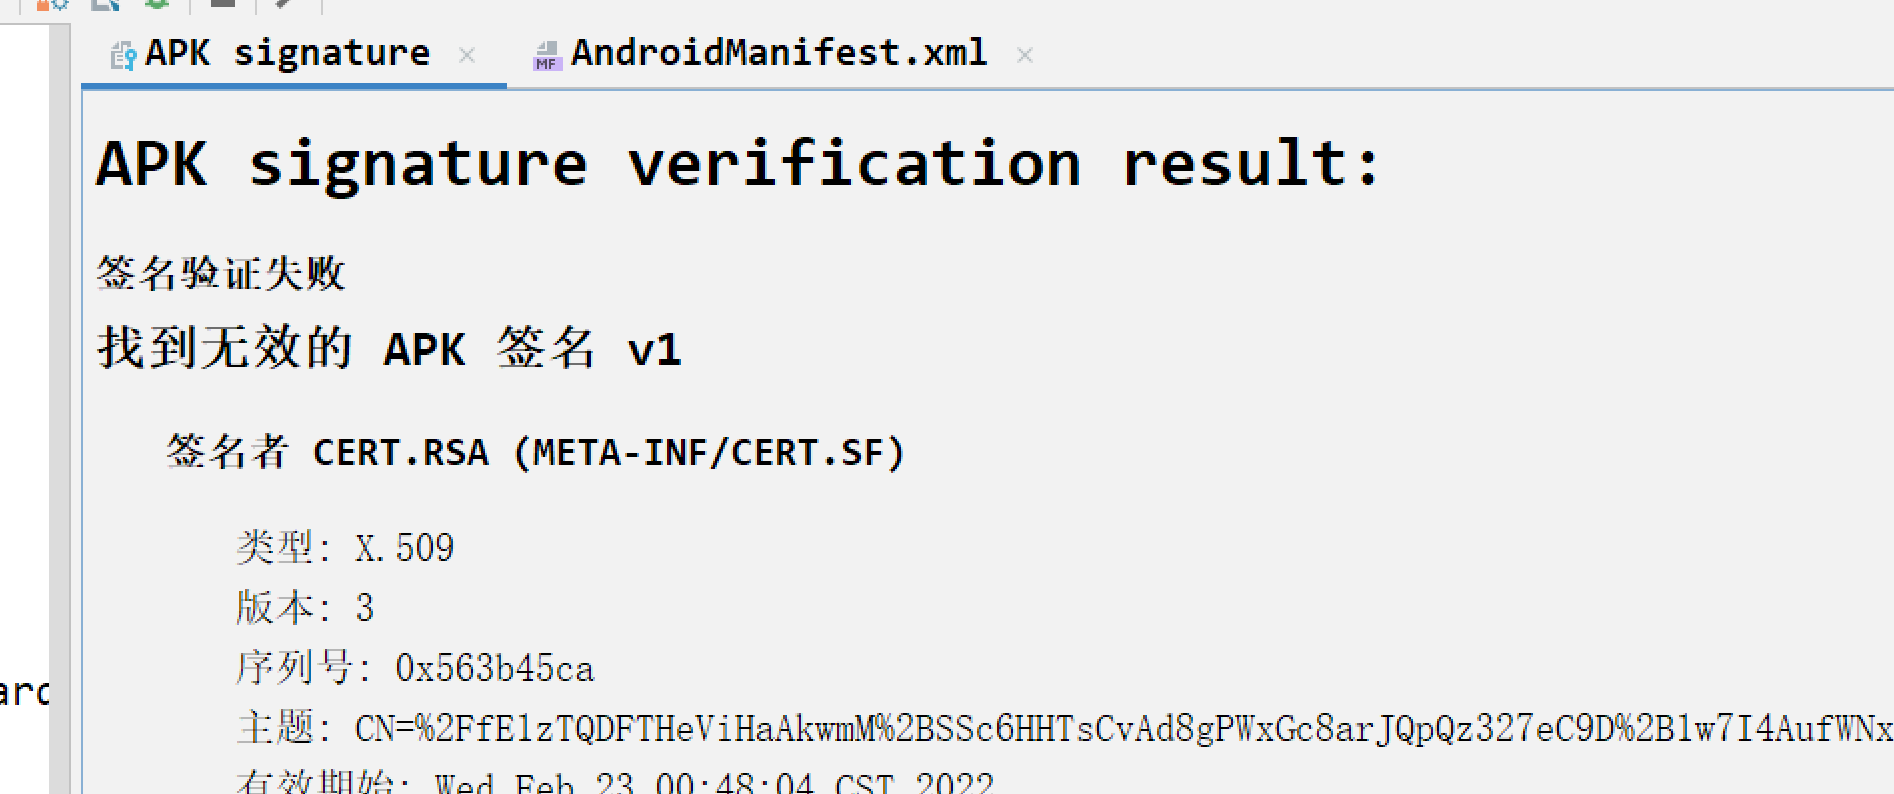 APK signature
AndroidManifest.xml
MF
APK signature verification result:
签名验证失败
找到无效的 APK 签名 v1
签名者 CERT.RSA (META-INF/CERT.SF)
类型: X.509
版本: 3
序列号: 0x563b45ca
主题: CN=%2FfElzTQDFTHeViHaAkwmM%2BSSc6HHTsCvAd8gPWxGc8arJQpQz327eC9D%2Blw7I4AufWNx
有效期始: Wed Feb 23 00:48:04 CST 2022